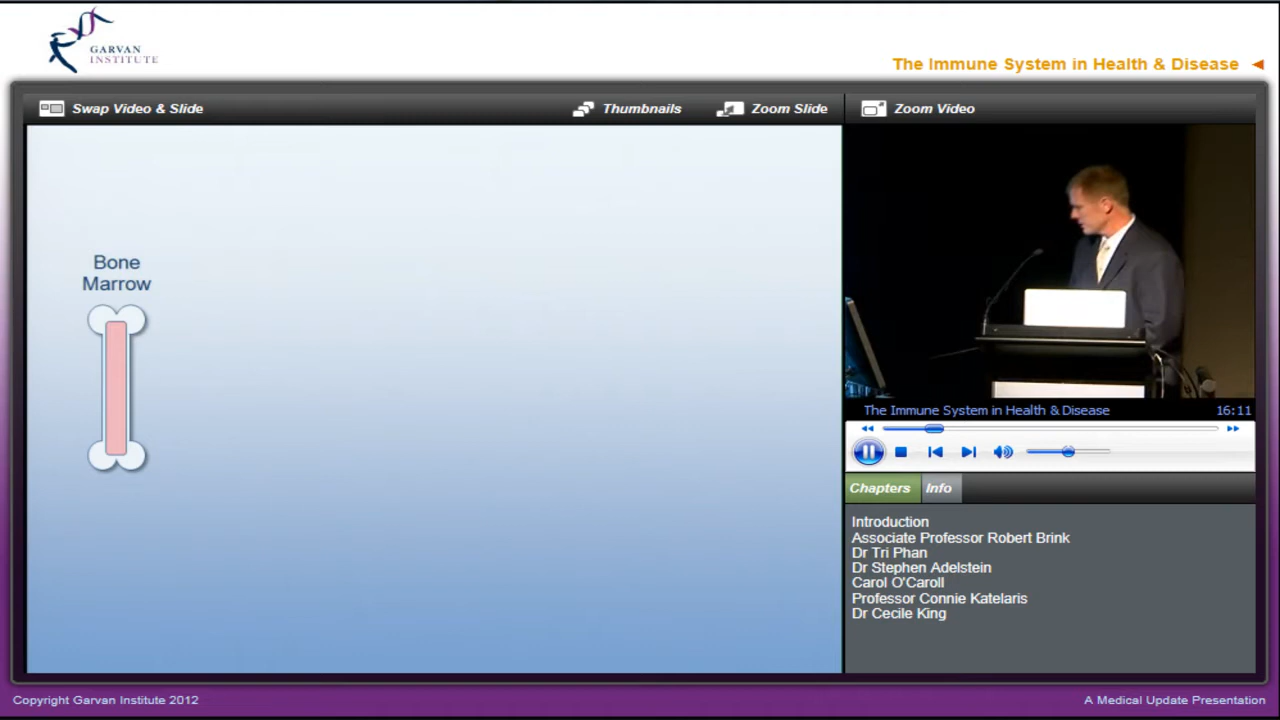 GARVAN
INSTITUTE
The Immune System in Health & Disease
Swap Video & Slide
Thumbnails
Zoom Slide
Zoom Video
Bone
Marrow
The Immune System in Health & Disease
16:11
Chapters
Info
Introduction
Associate Professor Robert Brink
Dr Tri Phan
Dr Stephen Adelstein
Carol O'Caroll
Professor Connie Katelaris
Dr Cecile King
Copyright Garvan Institute 2012
A Medical Update Presentation